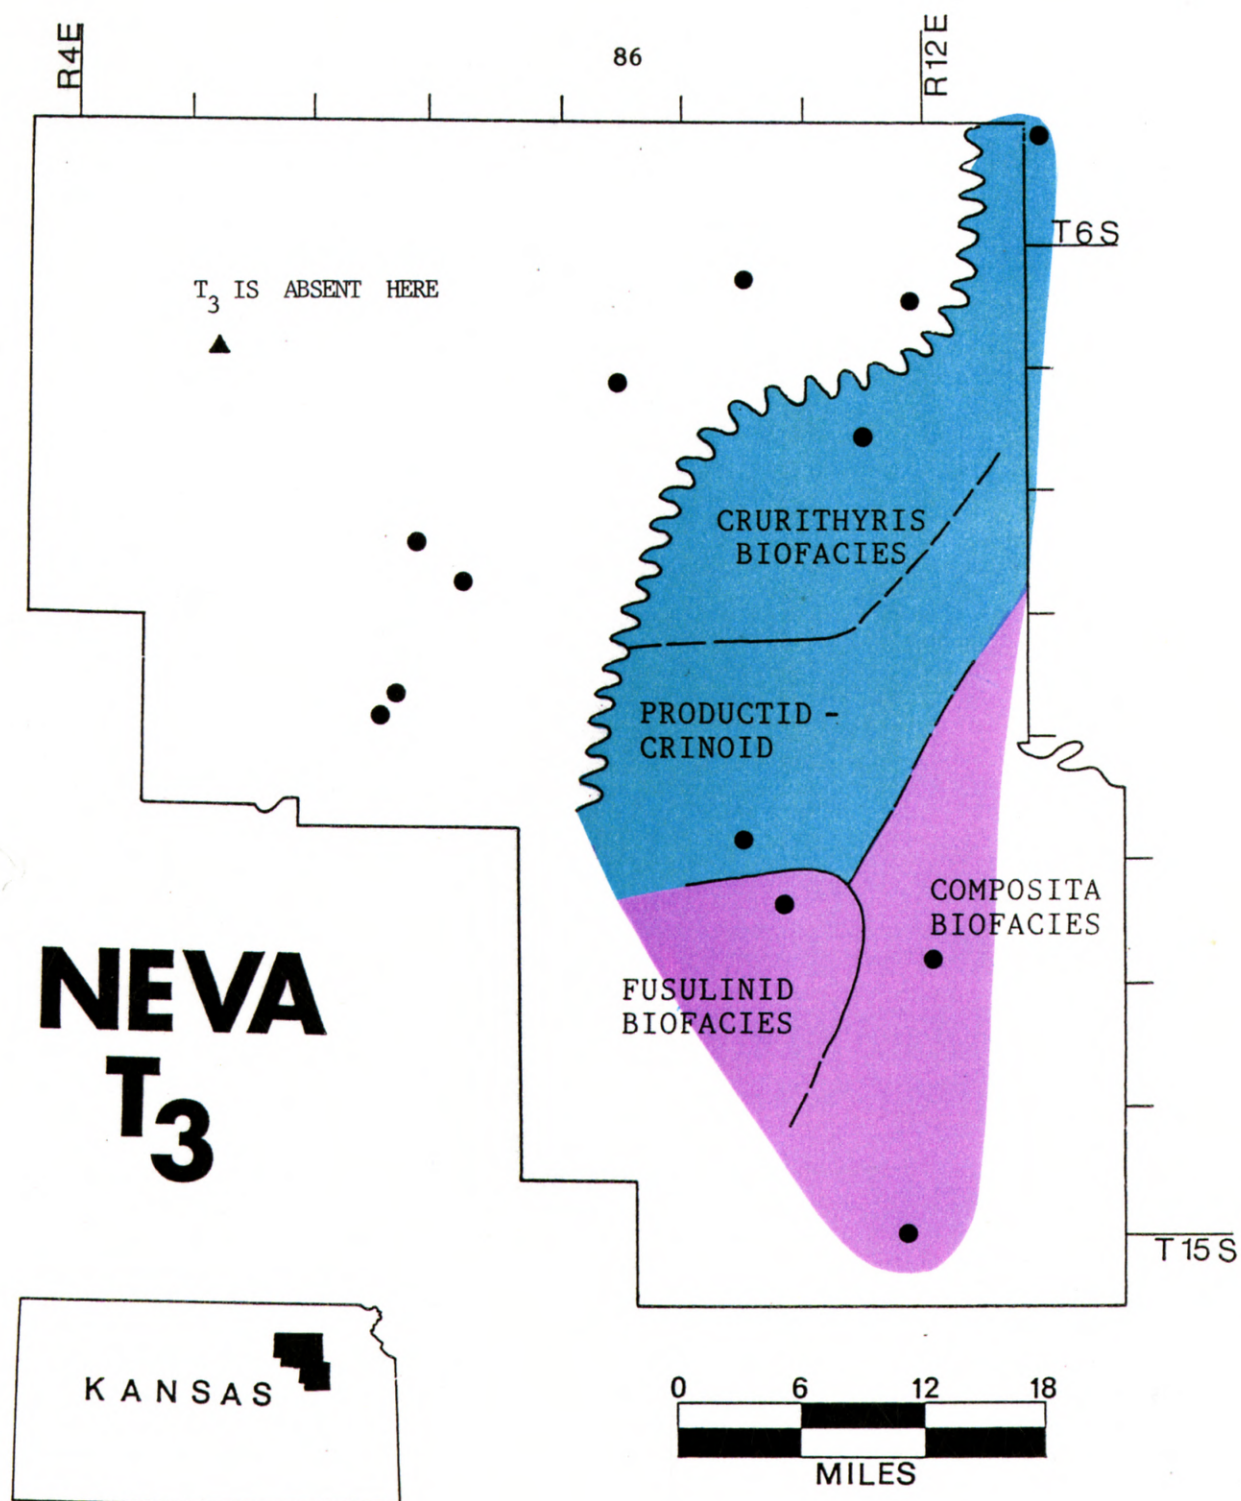 R4E
86
R12E
T6S
T3 IS ABSENT HERE
CRURITHYRIS
BIOFACIES
PRODUCTID -
CRINOID
COMPOSITA
BIOFACIES
FUSULINID
BIOFACIES
NEVA
T3
T15S
KANSAS
0 6 12 18
MILES